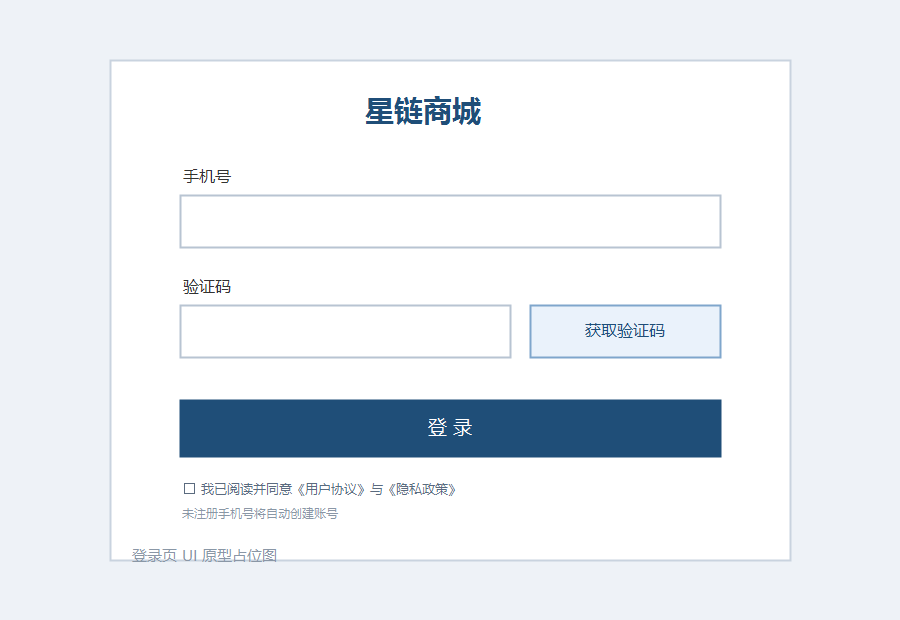 星链商城
手机号
验证码
获取验证码
登 录
☐ 我已阅读并同意《用户协议》与《隐私政策》
未注册手机号将自动创建账号
登录页 UI 原型占位图